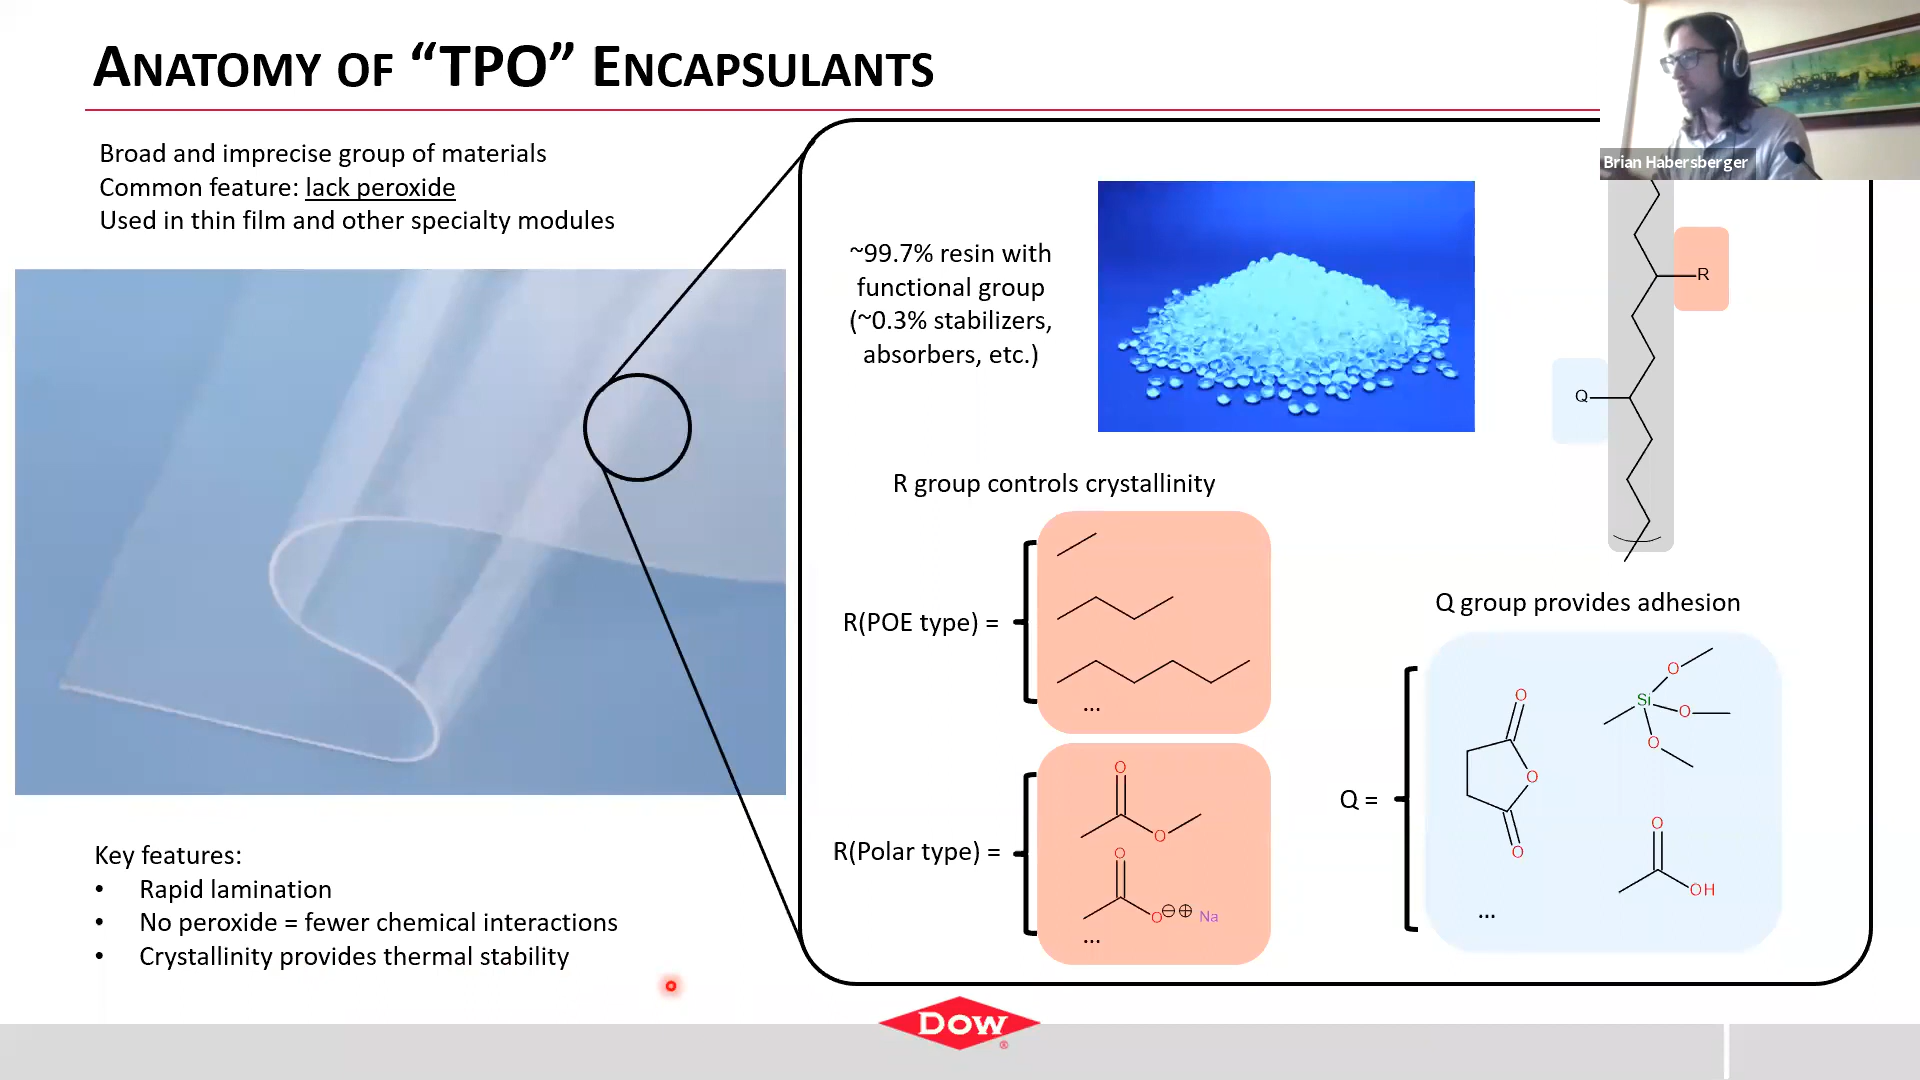 ANATOMY OF “TPO” ENCAPSULANTS
Brian Habersberger
Broad and imprecise group of materials
Common feature: lack peroxide
Used in thin film and other specialty modules
~99.7% resin with
functional group
(~0.3% stabilizers,
absorbers, etc.)
R
Q
R group controls crystallinity
R(POE type) =
...
R(Polar type) =
O
O
O
O⊖⊕ Na
...
Q group provides adhesion
Q =
O
O
O
O
Si
O
O
O
OH
...
Key features:
• Rapid lamination
• No peroxide = fewer chemical interactions
• Crystallinity provides thermal stability
DOW
®